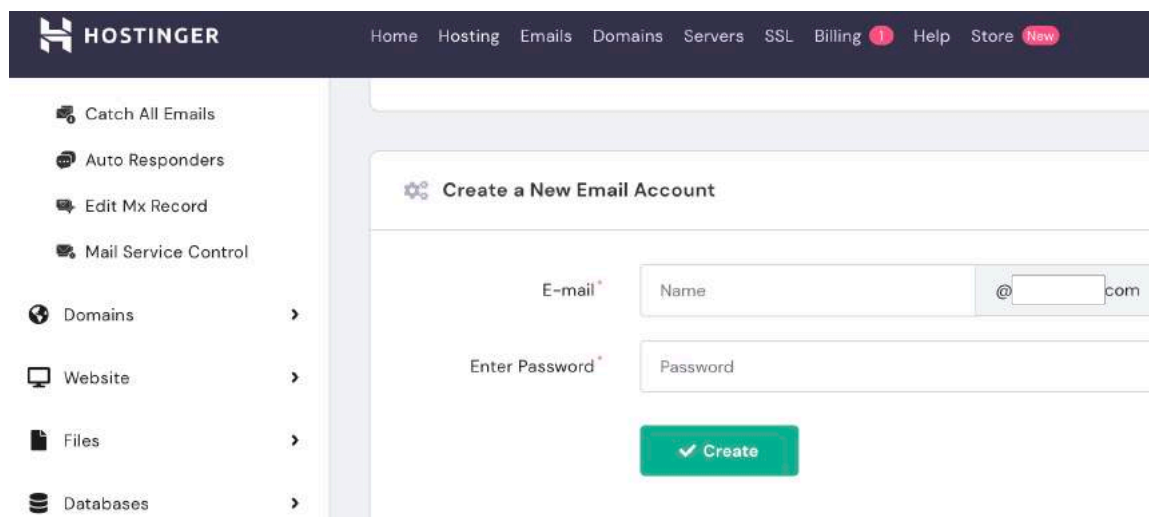 HOSTINGER
Home Hosting Emails Domains Servers SSL Billing 1 Help Store New
Catch All Emails
Auto Responders
Edit Mx Record
Mail Service Control
Domains
Website
Files
Databases
Create a New Email Account
E-mail* Name @ com
Enter Password* Password
Create